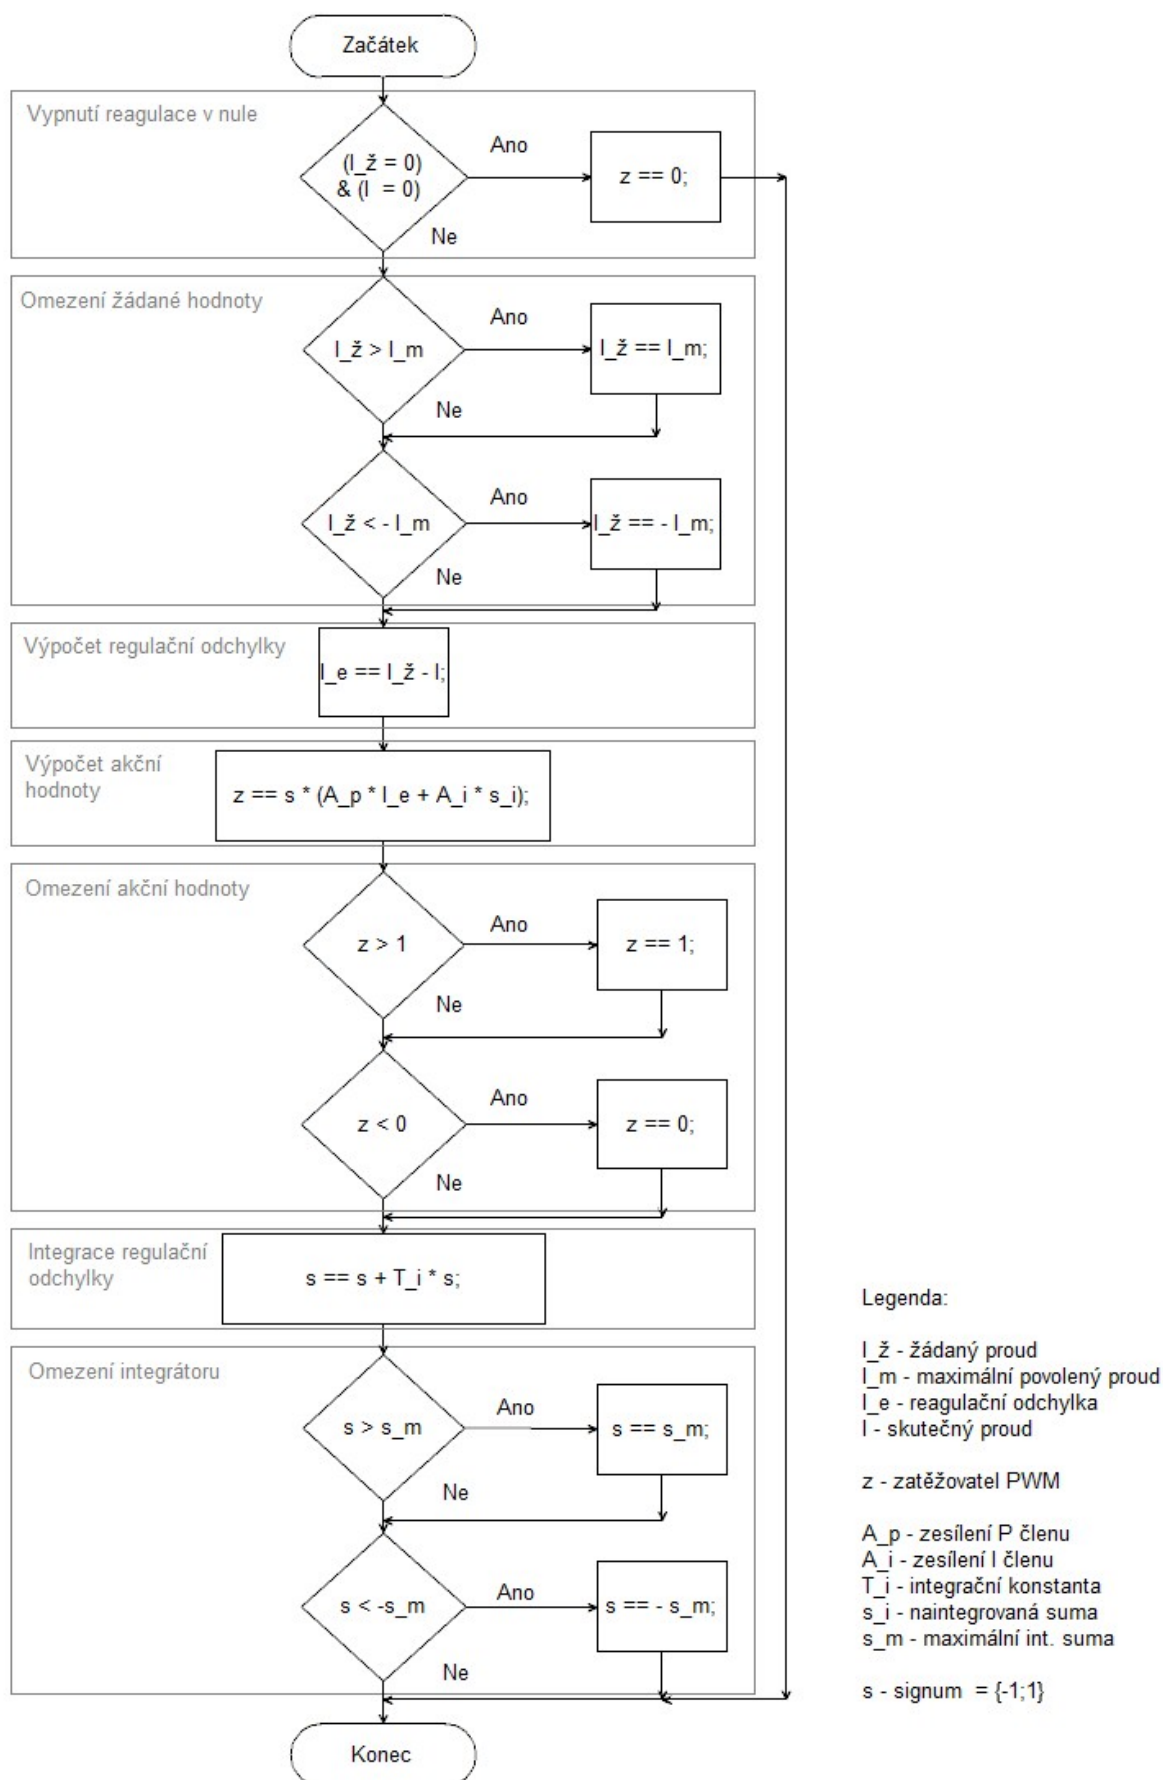 Začátek
Vypnutí reagulace v nule
(I_ž = 0)
& (I  = 0)
Ano
z == 0;
Ne
Omezení žádané hodnoty
I_ž > I_m
Ano
I_ž == I_m;
Ne
I_ž < - I_m
Ano
I_ž == - I_m;
Ne
Výpočet regulační odchylky
I_e == I_ž - I;
Výpočet akční
hodnoty
z == s * (A_p * I_e + A_i * s_i);
Omezení akční hodnoty
z > 1
Ano
z == 1;
Ne
z < 0
Ano
z == 0;
Ne
Integrace regulační
odchylky
s == s + T_i * s;
Omezení integrátoru
s > s_m
Ano
s == s_m;
Ne
s < -s_m
Ano
s == - s_m;
Ne
Konec
Legenda:
I_ž - žádaný proud
I_m - maximální povolený proud
I_e - reagulační odchylka
I - skutečný proud
z - zatěžovatel PWM
A_p - zesílení P členu
A_i - zesílení I členu
T_i - integrační konstanta
s_i - naintegrovaná suma
s_m - maximální int. suma
s - signum  = {-1;1}